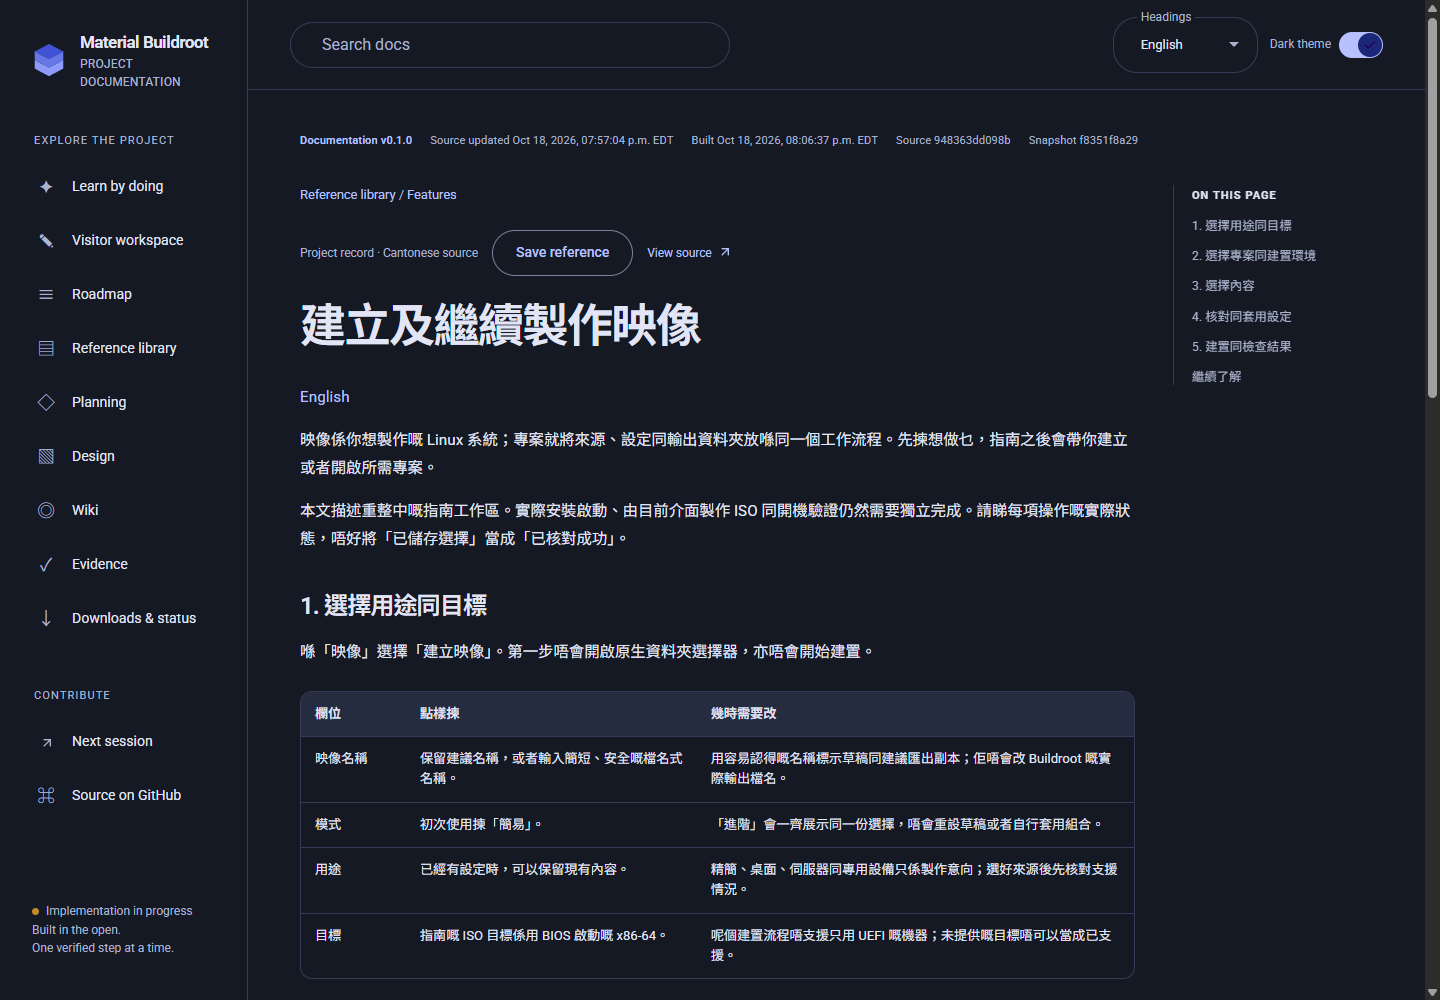 Material Buildroot
PROJECT
DOCUMENTATION
EXPLORE THE PROJECT
Learn by doing
Visitor workspace
Roadmap
Reference library
Planning
Design
Wiki
Evidence
Downloads & status
CONTRIBUTE
Next session
Source on GitHub
Implementation in progress
Built in the open.
One verified step at a time.
Search docs
Headings
English
Dark theme
Documentation v0.1.0 Source updated Oct 18, 2026, 07:57:04 p.m. EDT Built Oct 18, 2026, 08:06:37 p.m. EDT Source 948363dd098b Snapshot f8351f8a29
Reference library / Features
Project record · Cantonese source Save reference View source
建立及繼續製作映像
English
映像係你想製作嘅 Linux 系統；專案就將來源、設定同輸出資料夾放喺同一個工作流程。先揀想做乜，指南之後會帶你建立
或者開啟所需專案。
本文描述重整中嘅指南工作區。實際安裝啟動、由目前介面製作 ISO 同開機驗證仍然需要獨立完成。請睇每項操作嘅實際狀
態，唔好將「已儲存選擇」當成「已核對成功」。
1. 選擇用途同目標
喺「映像」選擇「建立映像」。第一步唔會開啟原生資料夾選擇器，亦唔會開始建置。
欄位 點樣揀 幾時需要改
映像名稱 保留建議名稱，或者輸入簡短、安全嘅檔名式 用容易認得嘅名稱標示草稿同建議匯出副本；佢唔會改 Buildroot 嘅實
名稱。 際輸出檔名。
模式 初次使用揀「簡易」。 「進階」會一齊展示同一份選擇，唔會重設草稿或者自行套用組合。
用途 已經有設定時，可以保留現有內容。 精簡、桌面、伺服器同專用設備只係製作意向；選好來源後先核對支援
情況。
目標 指南嘅 ISO 目標係用 BIOS 啟動嘅 x86-64。 呢個建置流程唔支援只用 UEFI 嘅機器；未提供嘅目標唔可以當成已支
援。
ON THIS PAGE
1. 選擇用途同目標
2. 選擇專案同建置環境
3. 選擇內容
4. 核對同套用設定
5. 建置同檢查結果
繼續了解